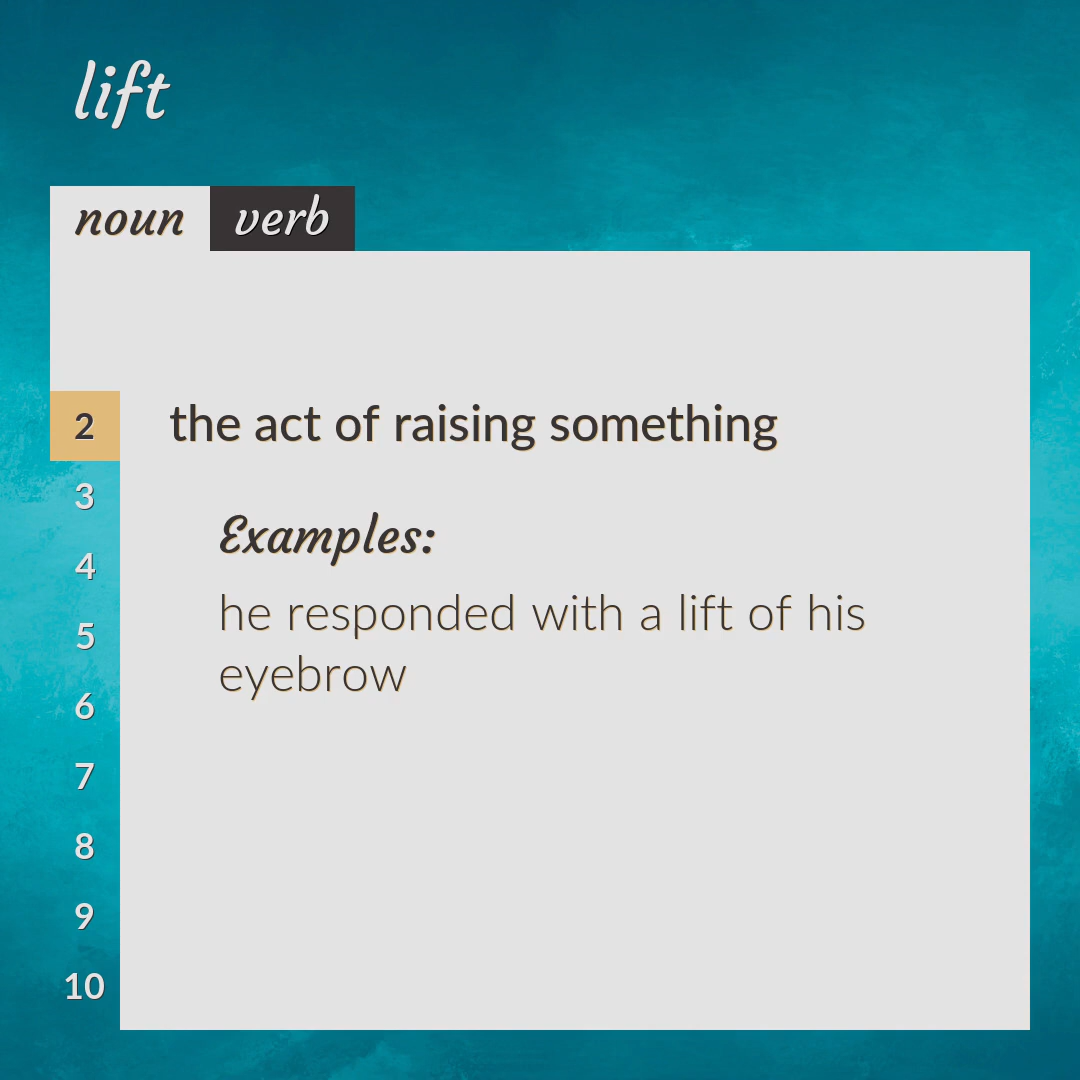 lift
noun verb
2 the act of raising something
3
Examples:
4
he responded with a lift of his
5
eyebrow
6
7
8
9
10